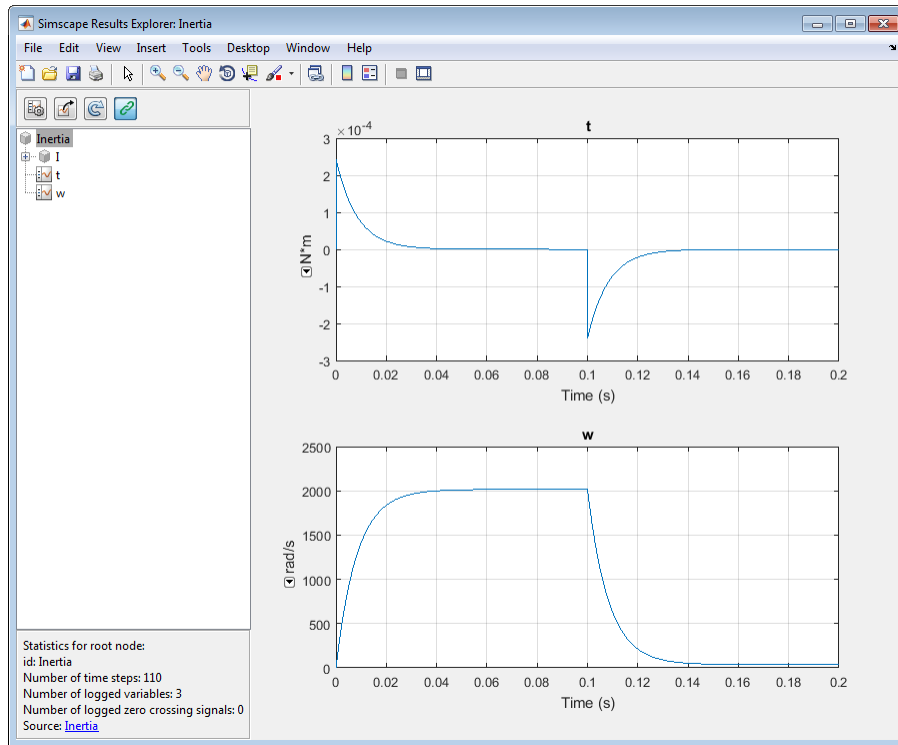 Simscape Results Explorer: Inertia
File Edit View Insert Tools Desktop Window Help
Inertia
I
t
w
Statistics for root node:
id: Inertia
Number of time steps: 110
Number of logged variables: 3
Number of logged zero crossing signals: 0
Source: Inertia
t
×10⁻⁴
3
2
1
0
-1
-2
-3
N*m
0 0.02 0.04 0.06 0.08 0.1 0.12 0.14 0.16 0.18 0.2
Time (s)
w
2500
2000
1500
1000
500
0
rad/s
0 0.02 0.04 0.06 0.08 0.1 0.12 0.14 0.16 0.18 0.2
Time (s)